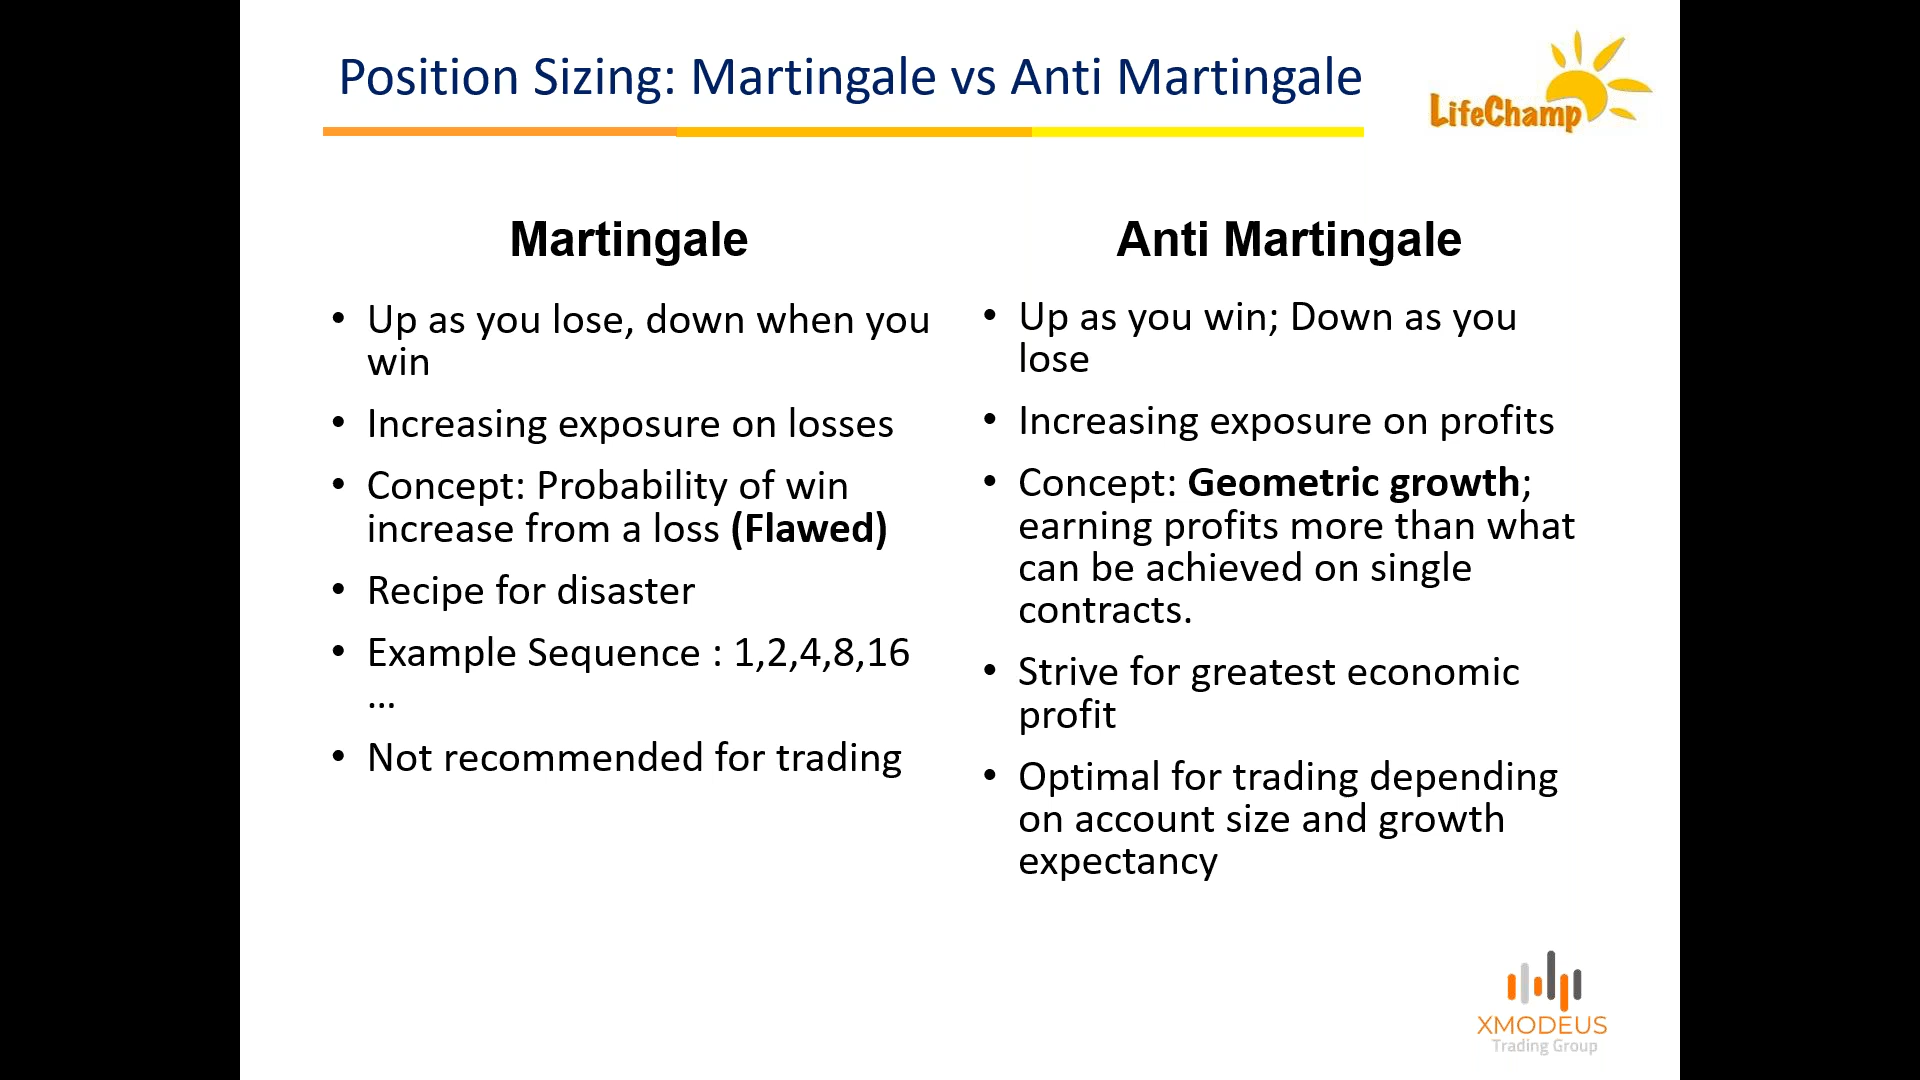 Position Sizing: Martingale vs Anti Martingale
LifeChamp
Martingale
• Up as you lose, down when you
win
• Increasing exposure on losses
• Concept: Probability of win
increase from a loss (Flawed)
• Recipe for disaster
• Example Sequence : 1,2,4,8,16
...
• Not recommended for trading
Anti Martingale
• Up as you win; Down as you
lose
• Increasing exposure on profits
• Concept: Geometric growth;
earning profits more than what
can be achieved on single
contracts.
• Strive for greatest economic
profit
• Optimal for trading depending
on account size and growth
expectancy
XMODEUS
Trading Group